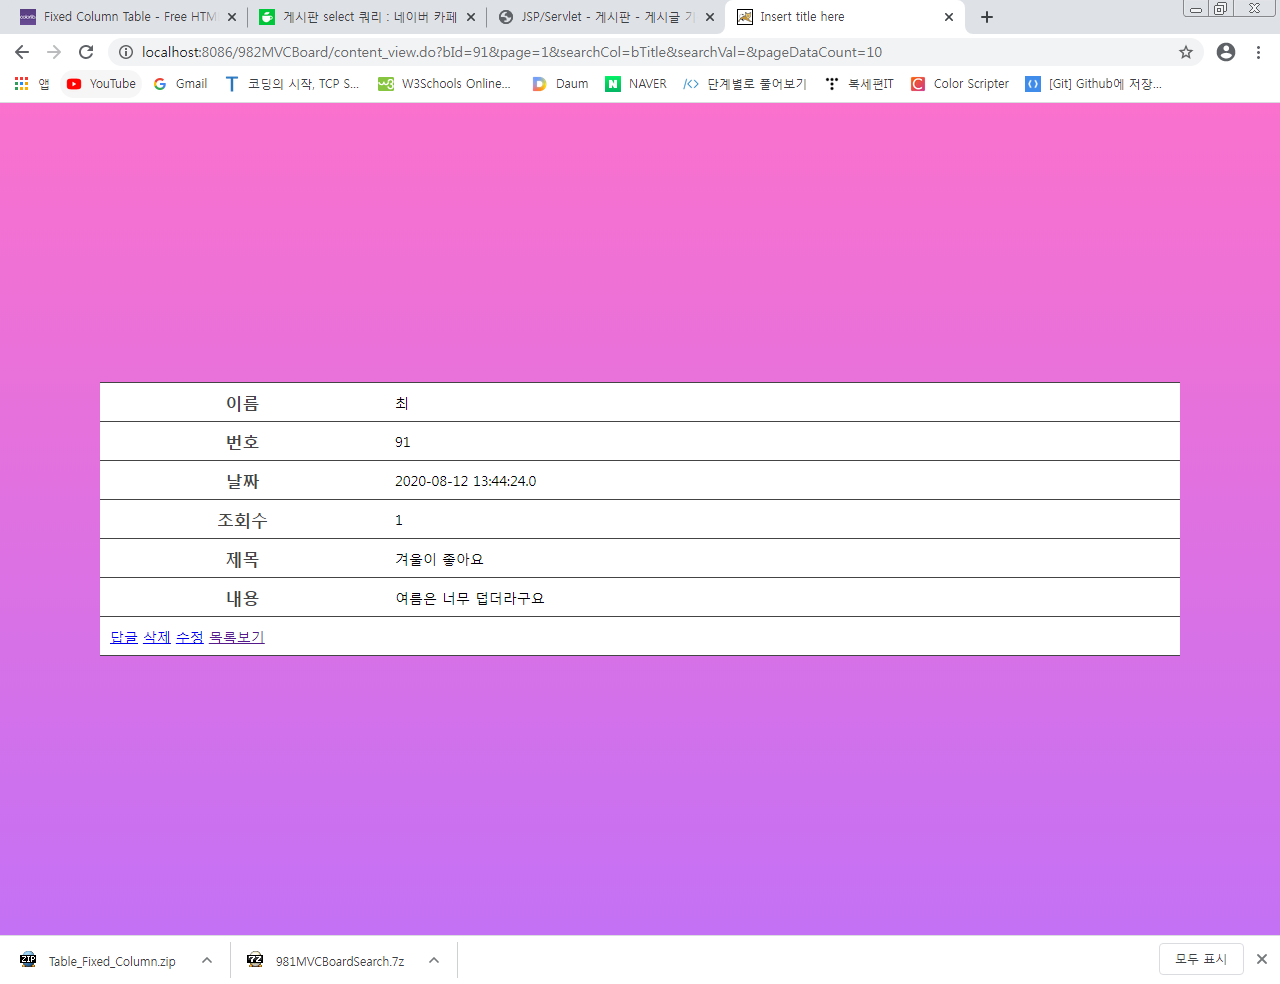 Fixed Column Table - Free HTM
게시판 select 쿼리 : 네이버 카페
JSP/Servlet - 게시판 - 게시글 기
Insert title here
localhost:8086/982MVCBoard/content_view.do?bId=91&page=1&searchCol=bTitle&searchVal=&pageDataCount=10
앱 YouTube Gmail 코딩의 시작, TCP S... W3Schools Online... Daum NAVER 단계별로 풀어보기 복세편IT Color Scripter [Git] Github에 저장...
이름 최
번호 91
날짜 2020-08-12 13:44:24.0
조회수 1
제목 겨울이 좋아요
내용 여름은 너무 덥더라구요
답글 삭제 수정 목록보기
Table_Fixed_Column.zip 981MVCBoardSearch.7z 모두 표시